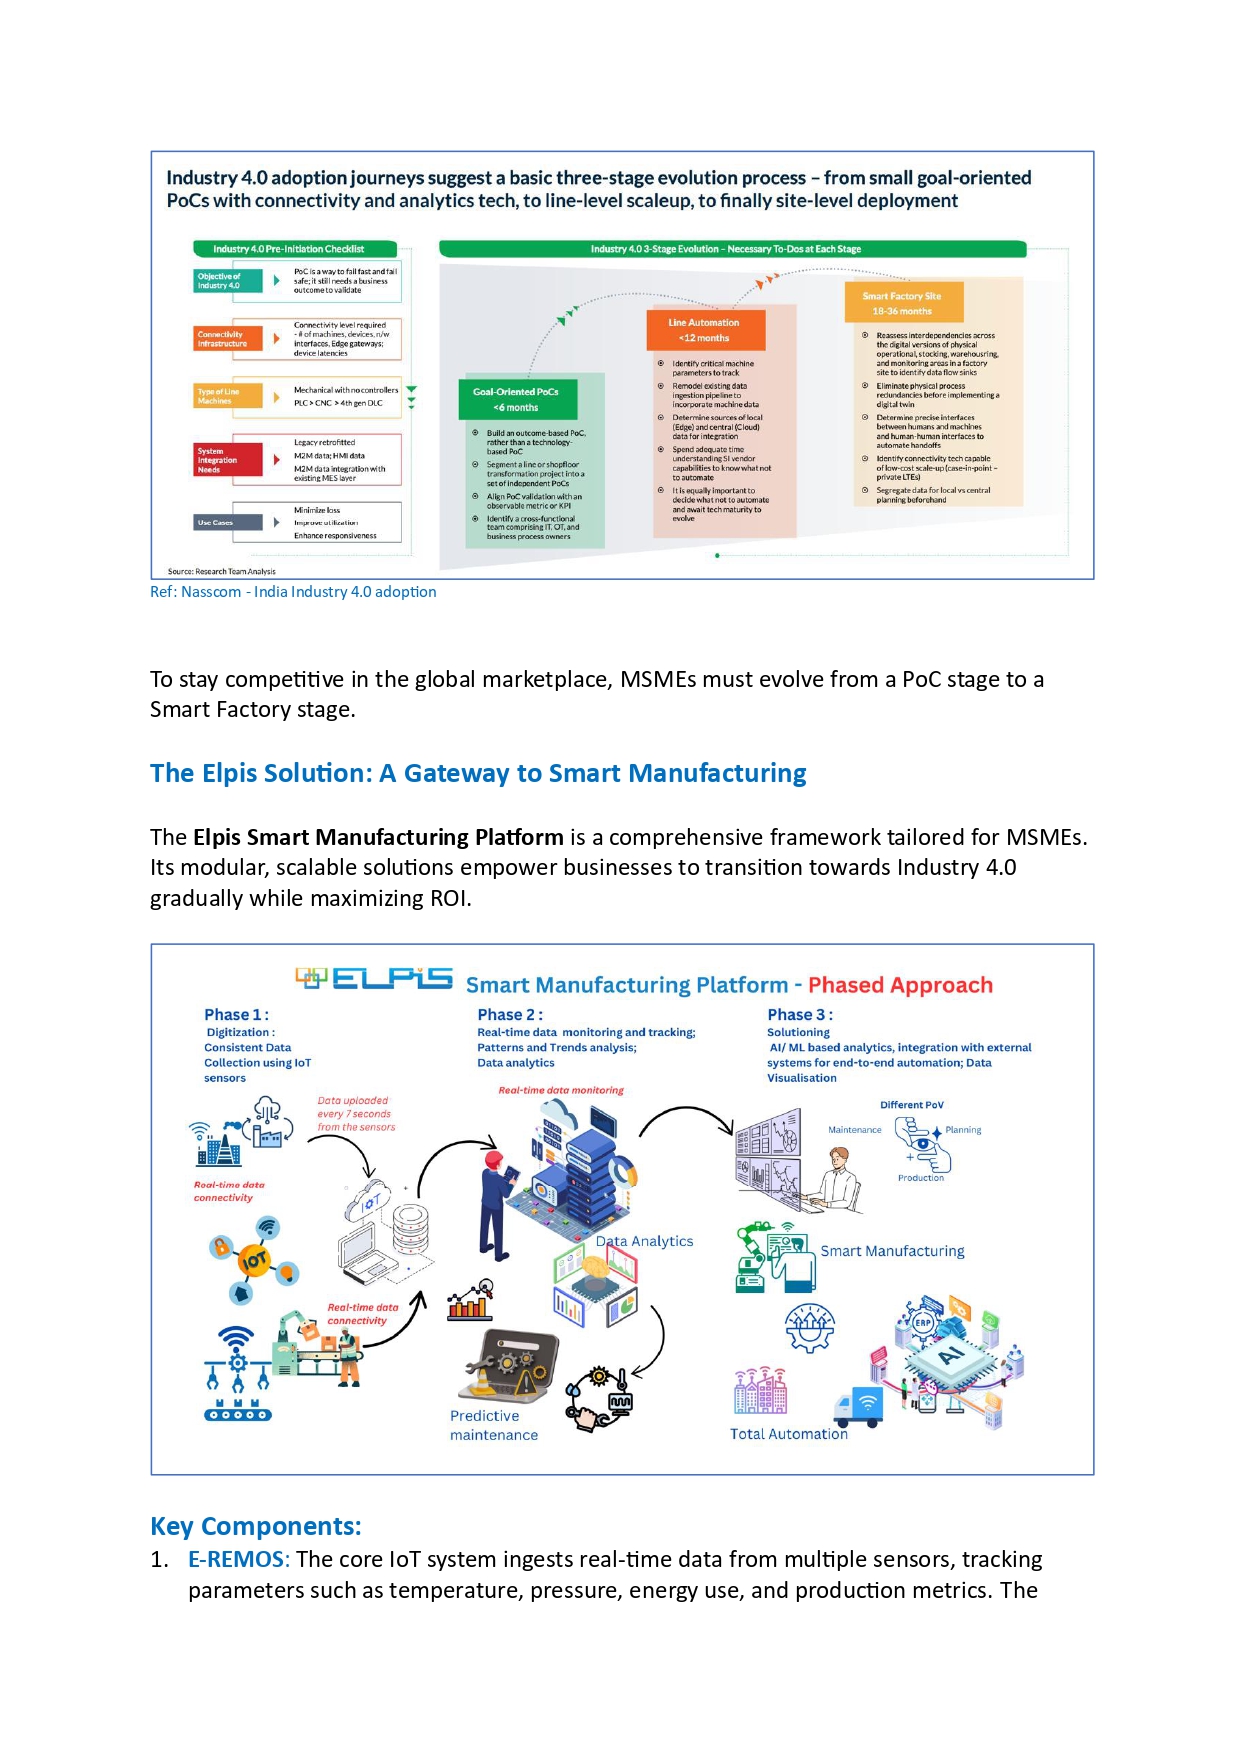 Industry 4.0 adoption journeys suggest a basic three-stage evolution process – from small goal-oriented
PoCs with connectivity and analytics tech, to line-level scaleup, to finally site-level deployment
Industry 4.0 Pre-Initiation Checklist
Objective of
Industry 4.0
PoC is a way to fail fast and fail
safe; it still needs a business
outcome to validate
Connectivity
Infrastructure
Connectivity level required
- # of machines, devices, n/w
interfaces, Edge gateways;
device latencies
Type of Line
Machines
Mechanical with no controllers
PLC > CNC > 4th gen DLC
System
Integration
Needs
Legacy retrofitted
M2M data; HMI data
M2M data integration with
existing MES layer
Use Cases
Minimize loss
Improve utilization
Enhance responsiveness
Industry 4.0 3-Stage Evolution – Necessary To-Dos at Each Stage
Goal-Oriented PoCs
<6 months
Build an outcome-based PoC,
rather than a technology-
based PoC
Segment a line or shopfloor
transformation project into a
set of independent PoCs
Align PoC validation with an
observable metric or KPI
Identify a cross-functional
team comprising IT, OT, and
business process owners
Line Automation
<12 months
Identify critical machine
parameters to track
Remodel existing data
ingestion pipeline to
incorporate machine data
Determine sources of local
(Edge) and central (Cloud)
data for integration
Spend adequate time
understanding SI vendor
capabilities to know what not
to automate
It is equally important to
decide what not to automate
and await tech maturity to
evolve
Smart Factory Site
18-36 months
Reassess interdependencies across
the digital versions of physical
operational, stocking, warehousring,
and monitoring areas in a factory
site to identify data flow sinks
Eliminate physical process
redundancies before implementing a
digital twin
Determine precise interfaces
between humans and machines
and human-human interfaces to
automate handoffs
Identify connectivity tech capable
of low-cost scale-up (case-in-point –
private LTEs)
Segregate data for local vs central
planning beforehand
Source: Research Team Analysis
Ref: Nasscom - India Industry 4.0 adoption
To stay competitive in the global marketplace, MSMEs must evolve from a PoC stage to a
Smart Factory stage.
The Elpis Solution: A Gateway to Smart Manufacturing
The Elpis Smart Manufacturing Platform is a comprehensive framework tailored for MSMEs.
Its modular, scalable solutions empower businesses to transition towards Industry 4.0
gradually while maximizing ROI.
ELPIS Smart Manufacturing Platform - Phased Approach
Phase 1 :
Digitization :
Consistent Data
Collection using IoT
sensors
Data uploaded
every 7 seconds
from the sensors
Real-time data
connectivity
IoT
IOT
Real-time data
connectivity
Phase 2 :
Real-time data monitoring and tracking;
Patterns and Trends analysis;
Data analytics
Real-time data monitoring
Data Analytics
Predictive
maintenance
Phase 3 :
Solutioning
AI/ ML based analytics, integration with external
systems for end-to-end automation; Data
Visualisation
Different PoV
Maintenance
Planning
Production
Smart Manufacturing
ERP
AI
Total Automation
Key Components:
1. E-REMOS: The core IoT system ingests real-time data from multiple sensors, tracking
parameters such as temperature, pressure, energy use, and production metrics. The